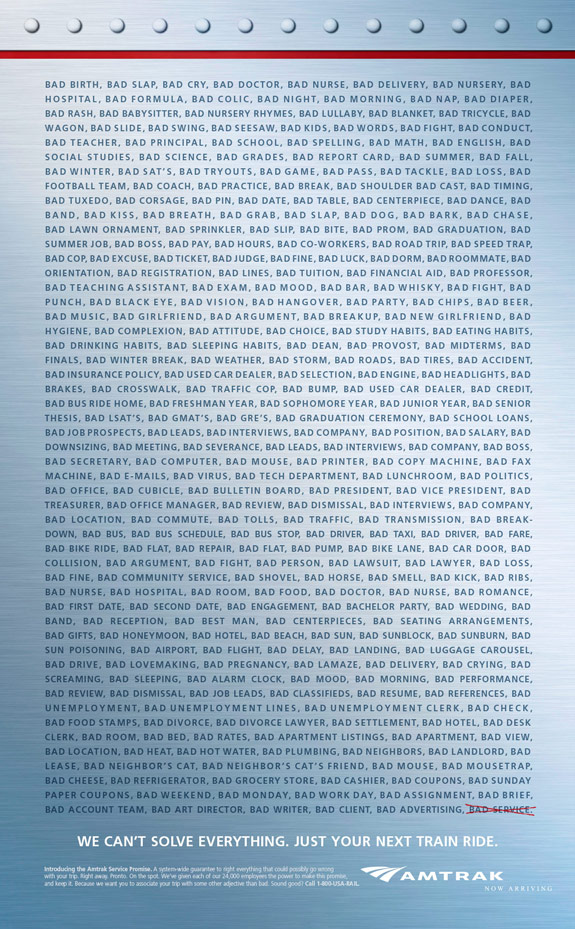 BAD BIRTH, BAD SLAP, BAD CRY, BAD DOCTOR, BAD NURSE, BAD DELIVERY, BAD NURSERY, BAD
HOSPITAL, BAD FORMULA, BAD COLIC, BAD NIGHT, BAD MORNING, BAD NAP, BAD DIAPER,
BAD RASH, BAD BABYSITTER, BAD NURSERY RHYMES, BAD LULLABY, BAD BLANKET, BAD TRICYCLE, BAD
WAGON, BAD SLIDE, BAD SWING, BAD SEESAW, BAD KIDS, BAD WORDS, BAD FIGHT, BAD CONDUCT,
BAD TEACHER, BAD PRINCIPAL, BAD SCHOOL, BAD SPELLING, BAD MATH, BAD ENGLISH, BAD
SOCIAL STUDIES, BAD SCIENCE, BAD GRADES, BAD REPORT CARD, BAD SUMMER, BAD FALL,
BAD WINTER, BAD SAT'S, BAD TRYOUTS, BAD GAME, BAD PASS, BAD TACKLE, BAD LOSS, BAD
FOOTBALL TEAM, BAD COACH, BAD PRACTICE, BAD BREAK, BAD SHOULDER BAD CAST, BAD TIMING,
BAD TUXEDO, BAD CORSAGE, BAD PIN, BAD DATE, BAD TABLE, BAD CENTERPIECE, BAD DANCE, BAD
BAND, BAD KISS, BAD BREATH, BAD GRAB, BAD SLAP, BAD DOG, BAD BARK, BAD CHASE,
BAD LAWN ORNAMENT, BAD SPRINKLER, BAD SLIP, BAD BITE, BAD PROM, BAD GRADUATION, BAD
SUMMER JOB, BAD BOSS, BAD PAY, BAD HOURS, BAD CO-WORKERS, BAD ROAD TRIP, BAD SPEED TRAP,
BAD COP, BAD EXCUSE, BAD TICKET, BAD JUDGE, BAD FINE, BAD LUCK, BAD DORM, BAD ROOMMATE, BAD
ORIENTATION, BAD REGISTRATION, BAD LINES, BAD TUITION, BAD FINANCIAL AID, BAD PROFESSOR,
BAD TEACHING ASSISTANT, BAD EXAM, BAD MOOD, BAD BAR, BAD WHISKY, BAD FIGHT, BAD
PUNCH, BAD BLACK EYE, BAD VISION, BAD HANGOVER, BAD PARTY, BAD CHIPS, BAD BEER,
BAD MUSIC, BAD GIRLFRIEND, BAD ARGUMENT, BAD BREAKUP, BAD NEW GIRLFRIEND, BAD
HYGIENE, BAD COMPLEXION, BAD ATTITUDE, BAD CHOICE, BAD STUDY HABITS, BAD EATING HABITS,
BAD DRINKING HABITS, BAD SLEEPING HABITS, BAD DEAN, BAD PROVOST, BAD MIDTERMS, BAD
FINALS, BAD WINTER BREAK, BAD WEATHER, BAD STORM, BAD ROADS, BAD TIRES, BAD ACCIDENT,
BAD INSURANCE POLICY, BAD USED CAR DEALER, BAD SELECTION, BAD ENGINE, BAD HEADLIGHTS, BAD
BRAKES, BAD CROSSWALK, BAD TRAFFIC COP, BAD BUMP, BAD USED CAR DEALER, BAD CREDIT,
BAD BUS RIDE HOME, BAD FRESHMAN YEAR, BAD SOPHOMORE YEAR, BAD JUNIOR YEAR, BAD SENIOR
THESIS, BAD LSAT'S, BAD GMAT'S, BAD GRE'S, BAD GRADUATION CEREMONY, BAD SCHOOL LOANS,
BAD JOB PROSPECTS, BAD LEADS, BAD INTERVIEWS, BAD COMPANY, BAD POSITION, BAD SALARY, BAD
DOWNSIZING, BAD MEETING, BAD SEVERANCE, BAD LEADS, BAD INTERVIEWS, BAD COMPANY, BAD BOSS,
BAD SECRETARY, BAD COMPUTER, BAD MOUSE, BAD PRINTER, BAD COPY MACHINE, BAD FAX
MACHINE, BAD E-MAILS, BAD VIRUS, BAD TECH DEPARTMENT, BAD LUNCHROOM, BAD POLITICS,
BAD OFFICE, BAD CUBICLE, BAD BULLETIN BOARD, BAD PRESIDENT, BAD VICE PRESIDENT, BAD
TREASURER, BAD OFFICE MANAGER, BAD REVIEW, BAD DISMISSAL, BAD INTERVIEWS, BAD COMPANY,
BAD LOCATION, BAD COMMUTE, BAD TOLLS, BAD TRAFFIC, BAD TRANSMISSION, BAD BREAK-
DOWN, BAD BUS, BAD BUS SCHEDULE, BAD BUS STOP, BAD DRIVER, BAD TAXI, BAD DRIVER, BAD FARE,
BAD BIKE RIDE, BAD FLAT, BAD REPAIR, BAD FLAT, BAD PUMP, BAD BIKE LANE, BAD CAR DOOR, BAD
COLLISION, BAD ARGUMENT, BAD FIGHT, BAD PERSON, BAD LAWSUIT, BAD LAWYER, BAD LOSS,
BAD FINE, BAD COMMUNITY SERVICE, BAD SHOVEL, BAD HORSE, BAD SMELL, BAD KICK, BAD RIBS,
BAD NURSE, BAD HOSPITAL, BAD ROOM, BAD FOOD, BAD DOCTOR, BAD NURSE, BAD ROMANCE,
BAD FIRST DATE, BAD SECOND DATE, BAD ENGAGEMENT, BAD BACHELOR PARTY, BAD WEDDING, BAD
BAND, BAD RECEPTION, BAD BEST MAN, BAD CENTERPIECES, BAD SEATING ARRANGEMENTS,
BAD GIFTS, BAD HONEYMOON, BAD HOTEL, BAD BEACH, BAD SUN, BAD SUNBLOCK, BAD SUNBURN, BAD
SUN POISONING, BAD AIRPORT, BAD FLIGHT, BAD DELAY, BAD LANDING, BAD LUGGAGE CAROUSEL,
BAD DRIVE, BAD LOVEMAKING, BAD PREGNANCY, BAD LAMAZE, BAD DELIVERY, BAD CRYING, BAD
SCREAMING, BAD SLEEPING, BAD ALARM CLOCK, BAD MOOD, BAD MORNING, BAD PERFORMANCE,
BAD REVIEW, BAD DISMISSAL, BAD JOB LEADS, BAD CLASSIFIEDS, BAD RESUME, BAD REFERENCES, BAD
UNEMPLOYMENT, BAD UNEMPLOYMENT LINES, BAD UNEMPLOYMENT CLERK, BAD CHECK,
BAD FOOD STAMPS, BAD DIVORCE, BAD DIVORCE LAWYER, BAD SETTLEMENT, BAD HOTEL, BAD DESK
CLERK, BAD ROOM, BAD BED, BAD RATES, BAD APARTMENT LISTINGS, BAD APARTMENT, BAD VIEW,
BAD LOCATION, BAD HEAT, BAD HOT WATER, BAD PLUMBING, BAD NEIGHBORS, BAD LANDLORD, BAD
LEASE, BAD NEIGHBOR'S CAT, BAD NEIGHBOR'S CAT'S FRIEND, BAD MOUSE, BAD MOUSETRAP,
BAD CHEESE, BAD REFRIGERATOR, BAD GROCERY STORE, BAD CASHIER, BAD COUPONS, BAD SUNDAY
PAPER COUPONS, BAD WEEKEND, BAD MONDAY, BAD WORK DAY, BAD ASSIGNMENT, BAD BRIEF,
BAD ACCOUNT TEAM, BAD ART DIRECTOR, BAD WRITER, BAD CLIENT, BAD ADVERTISING, BAD SERVICE.
WE CAN'T SOLVE EVERYTHING. JUST YOUR NEXT TRAIN RIDE.
Introducing the Amtrak Service Promise. A system-wide guarantee to right everything that could possibly go wrong
with your trip. Right away. Pronto. On the spot. We've given each of our 24,000 employees the power to make this promise,
and keep it. Because we want you to associate your trip with some other adjective than bad. Sound good? Call 1-800-USA-RAIL.
AMTRAK
NOW ARRIVING